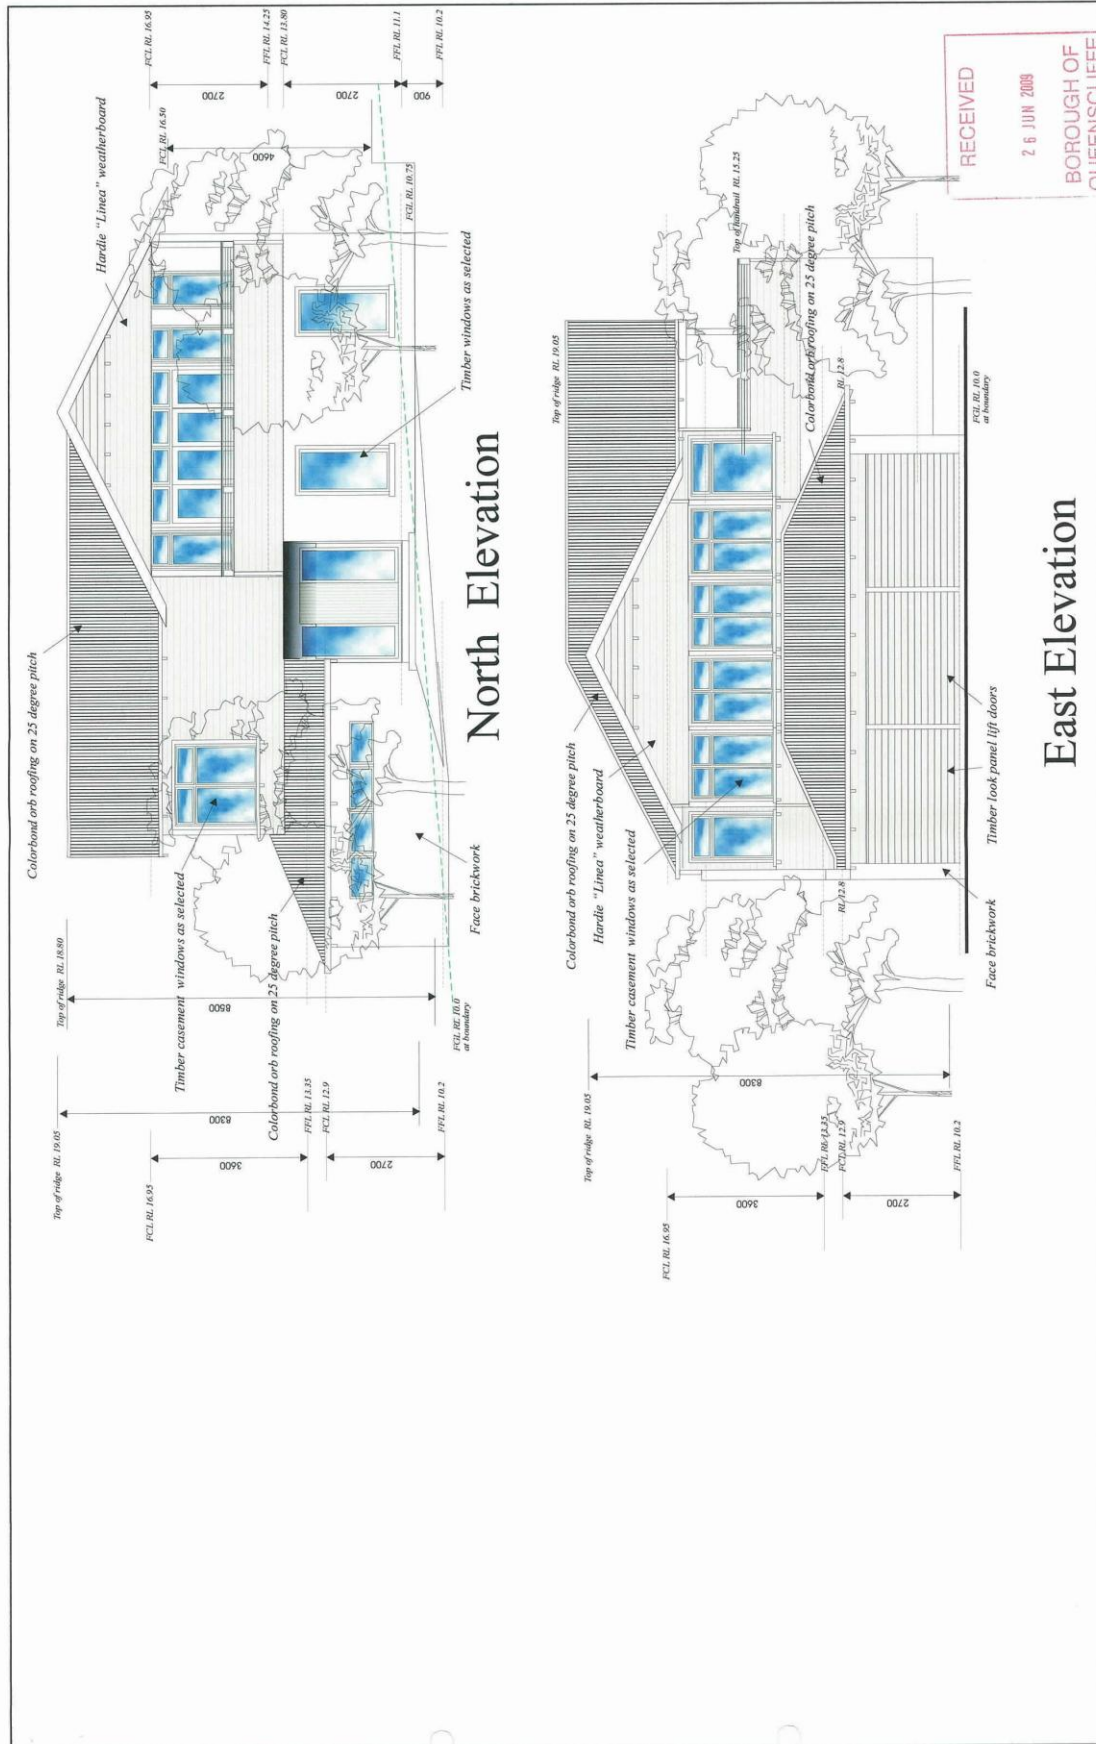 Colorbond orb roofing on 25 degree pitch
Hardie "Linea" weatherboard
Top of ridge RL 19.05
Top of ridge RL 18.80
FCL RL 16.95
3600
8300
8500
FFL RL 13.35
FCL RL 12.9
2700
FFL RL 10.2
Timber casement windows as selected
Colorbond orb roofing on 25 degree pitch
FGL RL 10.0
at boundary
Face brickwork
Timber windows as selected
FCL RL 16.50
4600
FGL RL 10.75
FCL RL 16.95
2700
FFL RL 14.25
FCL RL 13.80
2700
FFL RL 11.1
900
FFL RL 10.2
North Elevation
Top of ridge RL 19.05
FCL RL 16.95
3600
8300
FFL RL 13.35
FCL RL 12.9
2700
FFL RL 10.2
Colorbond orb roofing on 25 degree pitch
Hardie "Linea" weatherboard
Timber casement windows as selected
RL 12.8
Face brickwork
Timber look panel lift doors
Top of ridge RL 19.05
Top of handrail RL 15.25
Colorbond orb roofing on 25 degree pitch
RL 12.8
FGL RL 10.0
at boundary
East Elevation
RECEIVED
26 JUN 2009
BOROUGH OF
QUEENSCLIFFE